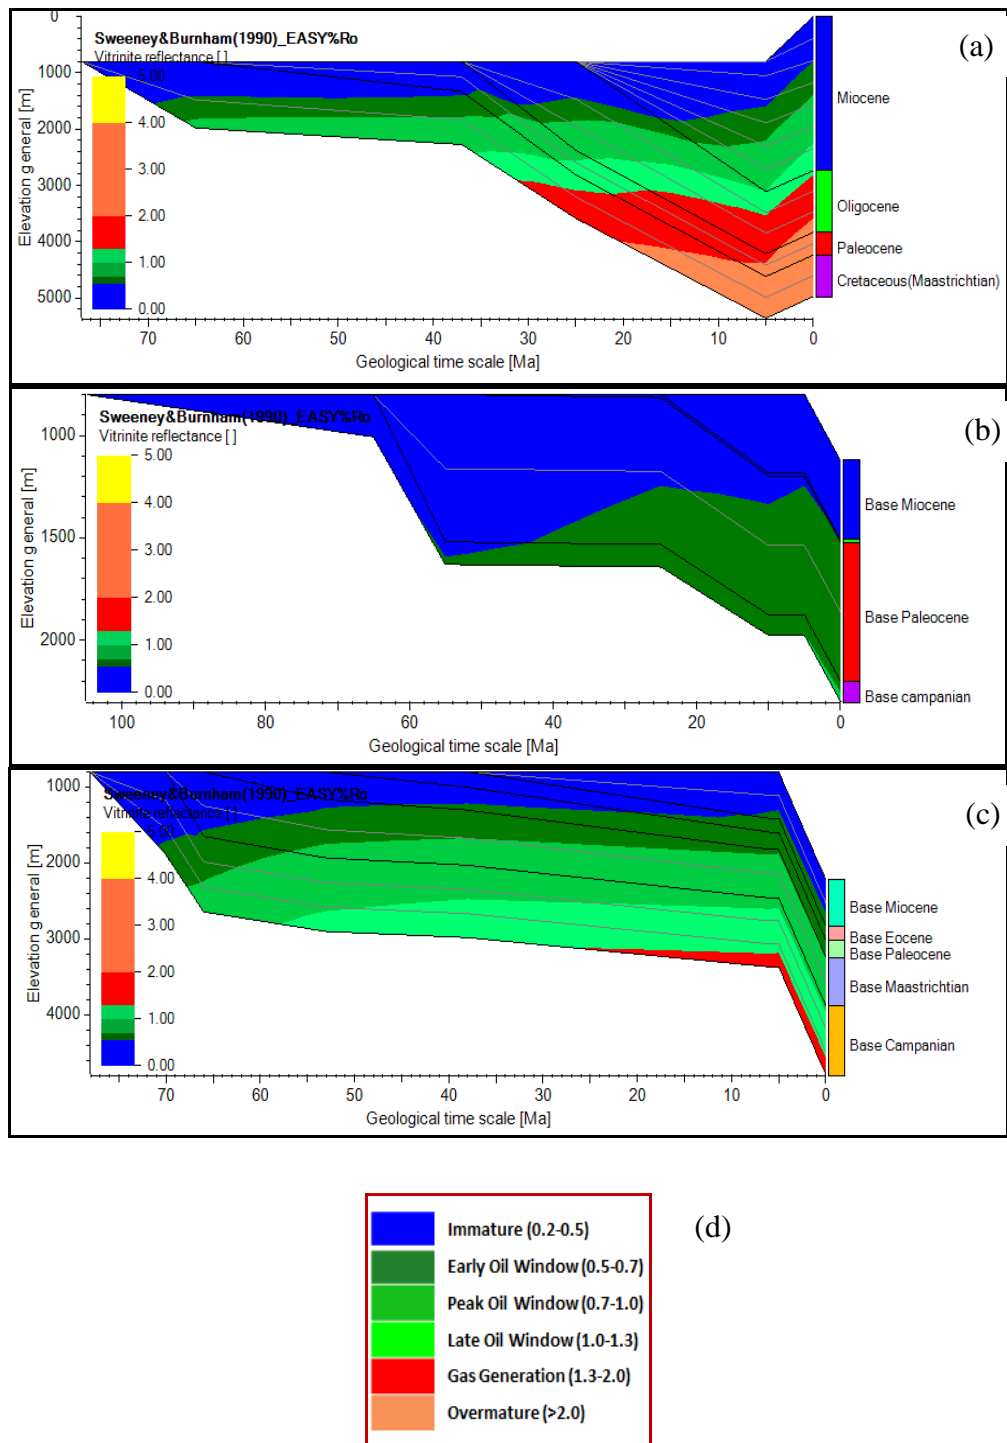 (a)
Sweeney&Burnham(1990)_EASY%Ro
Vitrinite reflectance [ ]
5.00
4.00
3.00
2.00
1.00
0.00
0
1000
2000
3000
4000
5000
Elevation general [m]
70
60
50
40
30
20
10
0
Geological time scale [Ma]
Miocene
Oligocene
Paleocene
Cretaceous(Maastrichtian)
(b)
Sweeney&Burnham(1990)_EASY%Ro
Vitrinite reflectance [ ]
5.00
4.00
3.00
2.00
1.00
0.00
1000
1500
2000
Elevation general [m]
100
80
60
40
20
0
Geological time scale [Ma]
Base Miocene
Base Paleocene
Base campanian
(c)
Sweeney&Burnham(1990)_EASY%Ro
Vitrinite reflectance [ ]
5.00
4.00
3.00
2.00
1.00
0.00
1000
2000
3000
4000
Elevation general [m]
70
60
50
40
30
20
10
0
Geological time scale [Ma]
Base Miocene
Base Eocene
Base Paleocene
Base Maastrichtian
Base Campanian
(d)
Immature (0.2-0.5)
Early Oil Window (0.5-0.7)
Peak Oil Window (0.7-1.0)
Late Oil Window (1.0-1.3)
Gas Generation (1.3-2.0)
Overmature (>2.0)